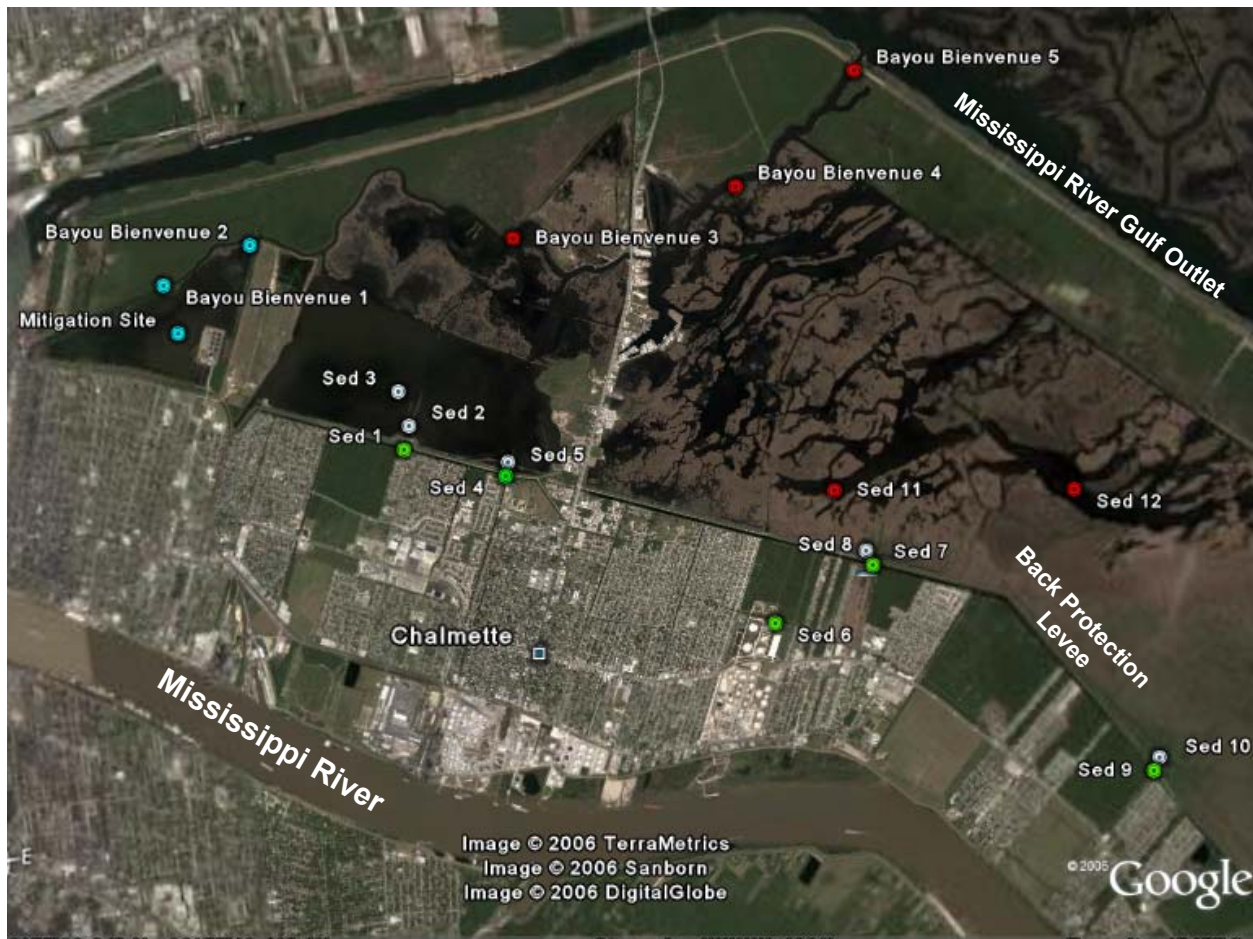 Bayou Bienvenue 5
Mississippi River Gulf Outlet
Bayou Bienvenue 4
Bayou Bienvenue 2
Bayou Bienvenue 3
Bayou Bienvenue 1
Mitigation Site
Sed 3
Sed 2
Sed 1
Sed 5
Sed 4
Sed 11
Sed 12
Sed 8
Sed 7
Back Protection
Levee
Sed 6
Chalmette
Mississippi River
Sed 10
Sed 9
Image © 2006 TerraMetrics
Image © 2006 Sanborn
Image © 2006 DigitalGlobe
E
Google